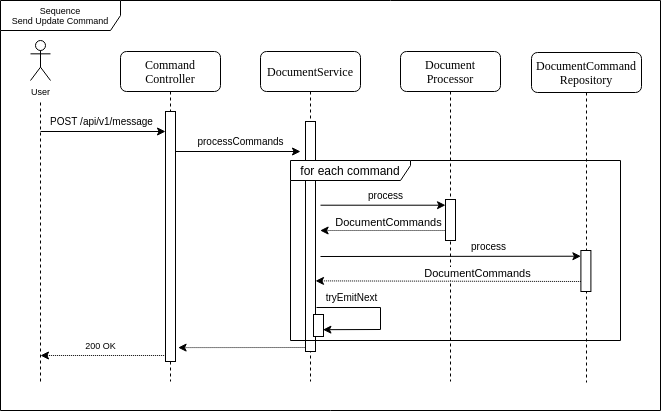 Sequence
Send Update Command
User
Command
Controller
DocumentService
Document
Processor
DocumentCommand
Repository
POST /api/v1/message
processCommands
for each command
process
DocumentCommands
process
DocumentCommands
tryEmitNext
200 OK